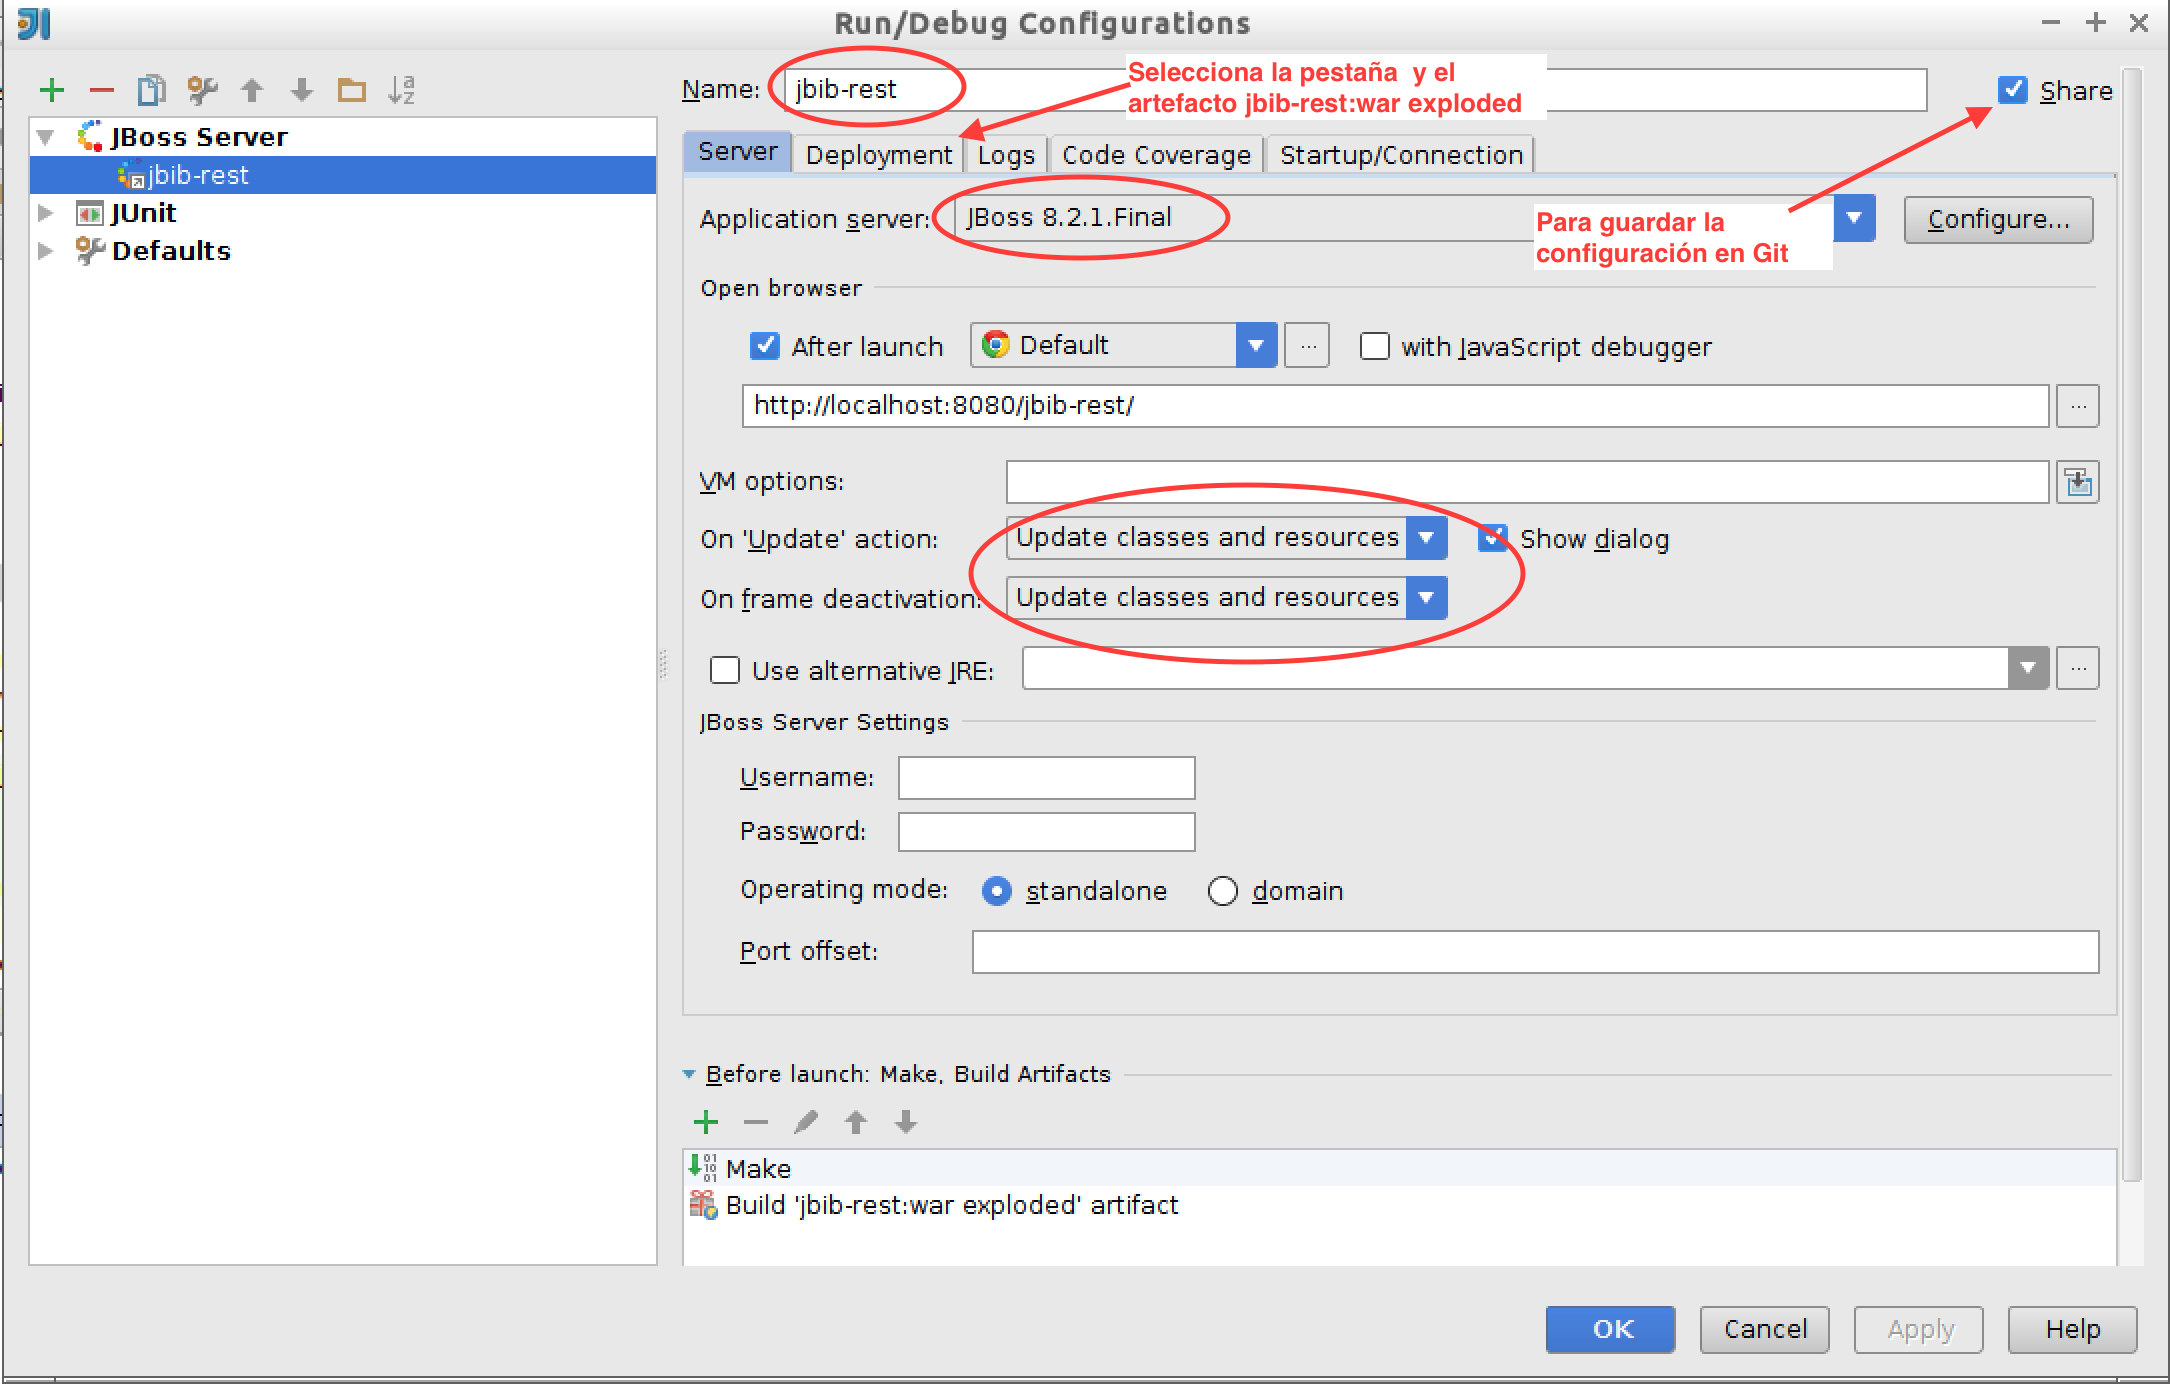 Run/Debug Configurations
JBoss Server
jbib-rest
JUnit
Defaults
Name: jbib-rest
Selecciona la pestaña y el
artefacto jbib-rest:war exploded
Share
Server Deployment Logs Code Coverage Startup/Connection
Application server: JBoss 8.2.1.Final
Para guardar la
configuración en Git
Configure...
Open browser
After launch Default ... with JavaScript debugger
http://localhost:8080/jbib-rest/ ...
VM options:
On 'Update' action: Update classes and resources Show dialog
On frame deactivation: Update classes and resources
Use alternative JRE: ...
JBoss Server Settings
Username:
Password:
Operating mode: standalone domain
Port offset:
Before launch: Make, Build Artifacts
Make
Build 'jbib-rest:war exploded' artifact
OK Cancel Apply Help